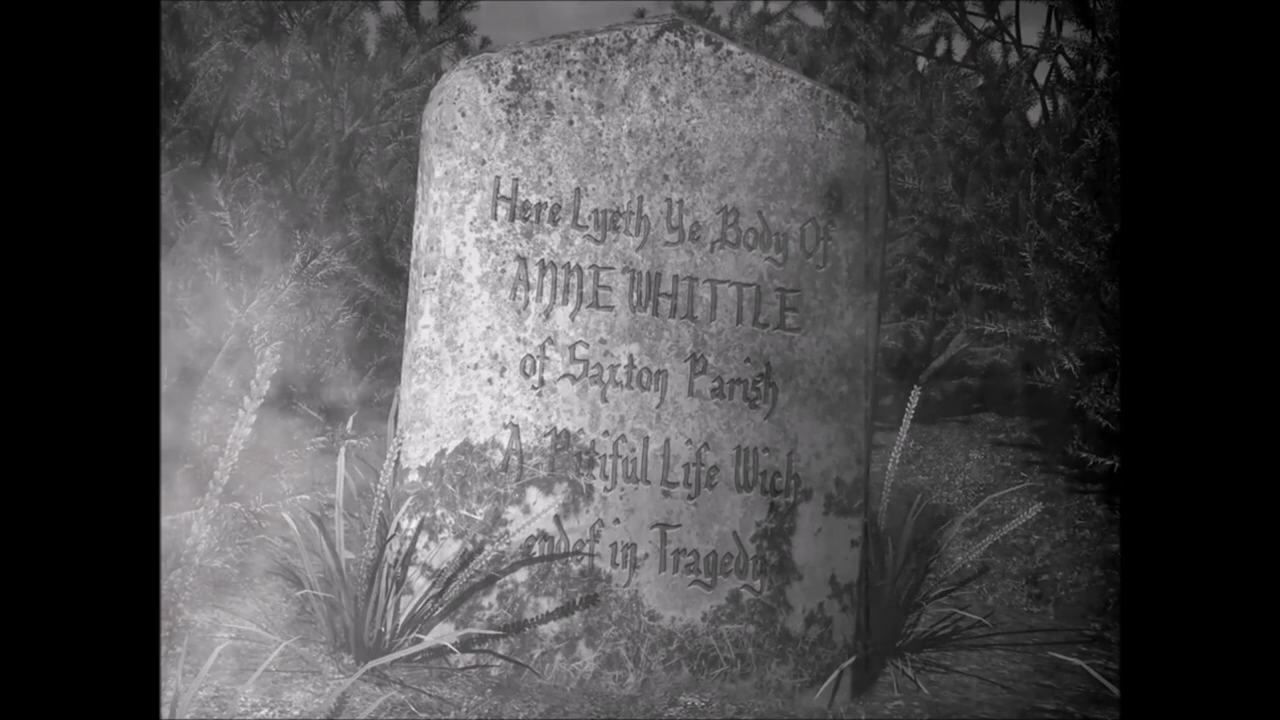 Here Lyeth Ye Body Of
ANNE WHITTLE
of Saxton Parish
A Pitiful Life Wich
endef in Tragedy